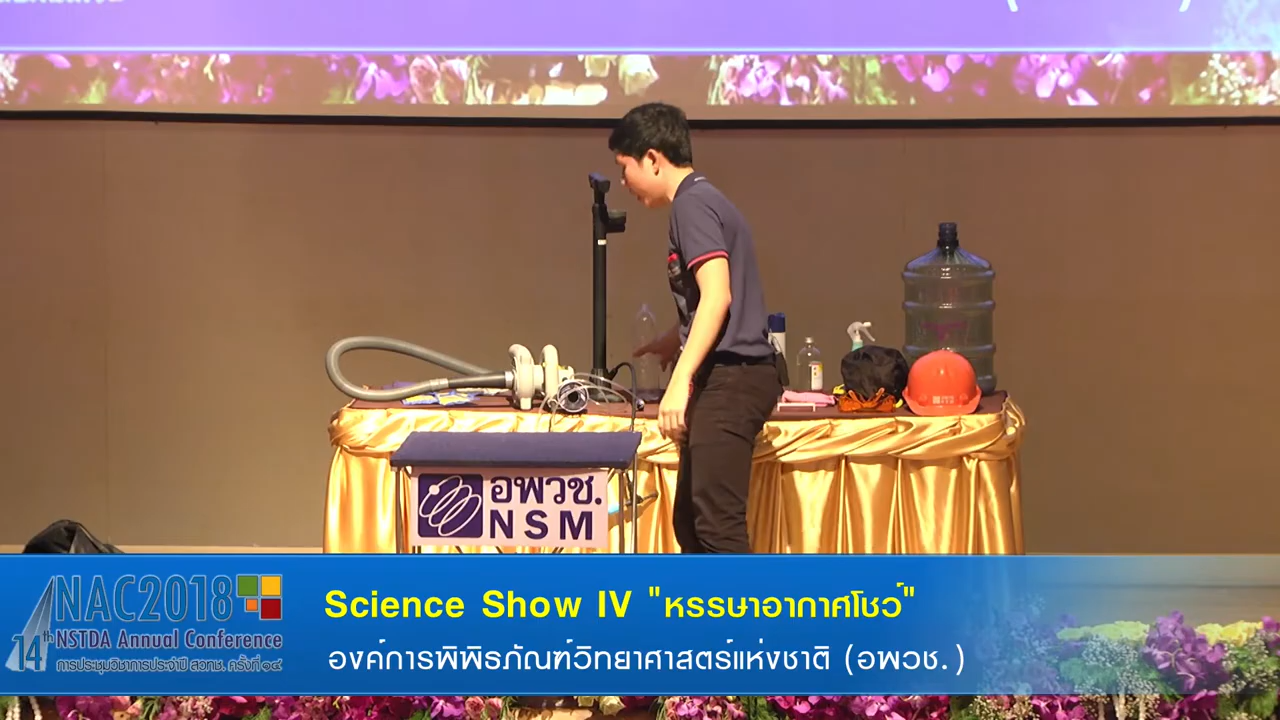 อพวช.
NSM
NAC2018
14th NSTDA Annual Conference
การประชุมวิชาการประจำปี สวทช. ครั้งที่ ๑๔
Science Show IV "หรรษาอากาศโชว์"
องค์การพิพิธภัณฑ์วิทยาศาสตร์แห่งชาติ (อพวช.)